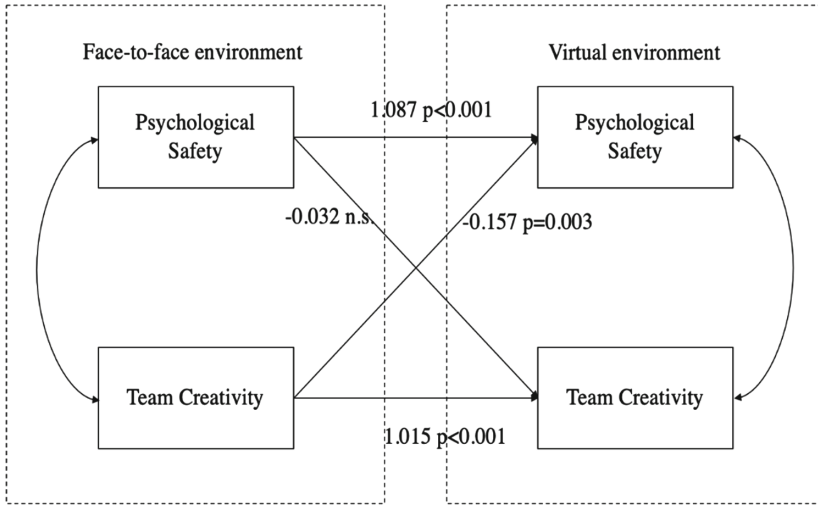 Face-to-face environment
Virtual environment
Psychological
Safety
1.087 p<0.001
Psychological
Safety
-0.032 n.s.
-0.157 p=0.003
Team Creativity
Team Creativity
1.015 p<0.001